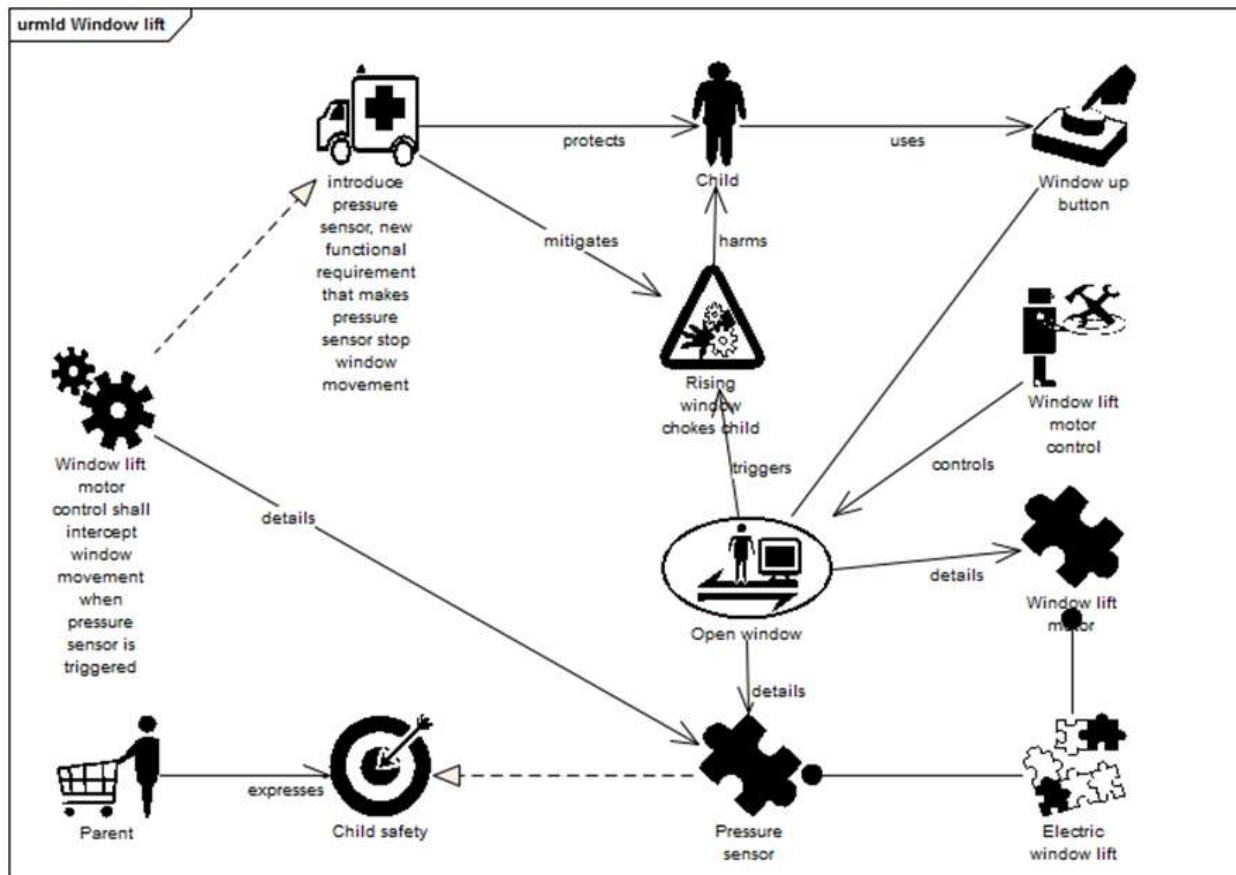 urmld Window lift
protects
uses
introduce
pressure
sensor, new
functional
requirement
that makes
pressure
sensor stop
window
movement
Child
Window up
button
mitigates
harms
Rising
window
chokes child
Window lift
motor
control
Window lift
motor
control shall
intercept
window
movement
when
pressure
sensor is
triggered
triggers
controls
details
details
Window lift
motor
Open window
details
expresses
Parent
Child safety
Pressure
sensor
Electric
window lift